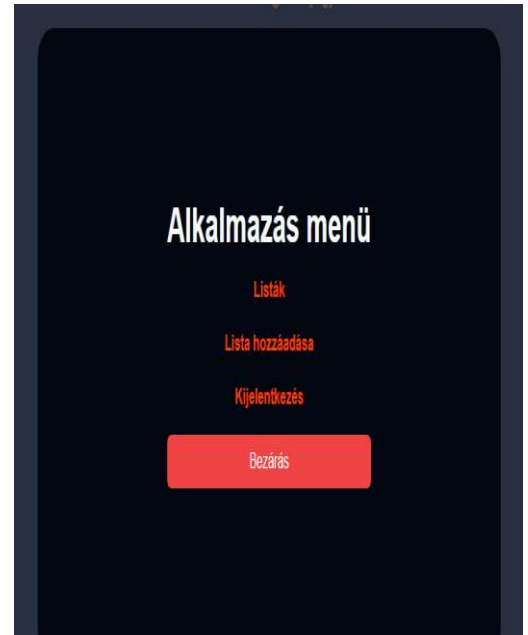 Alkalmazás menü
Listák
Lista hozzáadása
Kijelentkezés
Bezárás